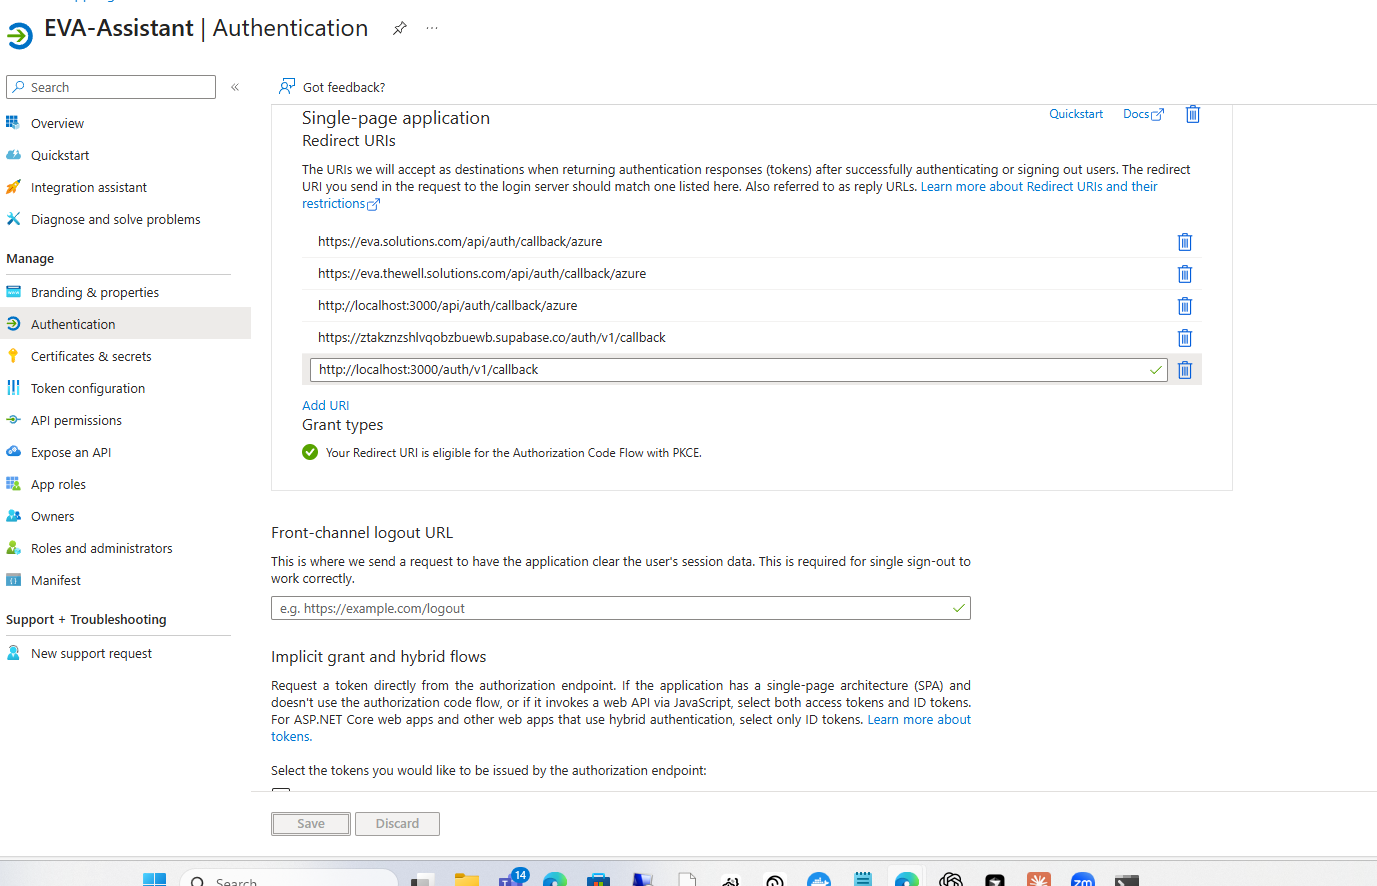 EVA-Assistant | Authentication
Search
Got feedback?
Overview
Quickstart
Integration assistant
Diagnose and solve problems
Manage
Branding & properties
Authentication
Certificates & secrets
Token configuration
API permissions
Expose an API
App roles
Owners
Roles and administrators
Manifest
Support + Troubleshooting
New support request
Single-page application
Quickstart
Docs
Redirect URIs
The URIs we will accept as destinations when returning authentication responses (tokens) after successfully authenticating or signing out users. The redirect
URI you send in the request to the login server should match one listed here. Also referred to as reply URLs. Learn more about Redirect URIs and their
restrictions
https://eva.solutions.com/api/auth/callback/azure
https://eva.thewell.solutions.com/api/auth/callback/azure
http://localhost:3000/api/auth/callback/azure
https://ztakznzshlvqobzbuewb.supabase.co/auth/v1/callback
http://localhost:3000/auth/v1/callback
Add URI
Grant types
Your Redirect URI is eligible for the Authorization Code Flow with PKCE.
Front-channel logout URL
This is where we send a request to have the application clear the user's session data. This is required for single sign-out to
work correctly.
e.g. https://example.com/logout
Implicit grant and hybrid flows
Request a token directly from the authorization endpoint. If the application has a single-page architecture (SPA) and
doesn't use the authorization code flow, or if it invokes a web API via JavaScript, select both access tokens and ID tokens.
For ASP.NET Core web apps and other web apps that use hybrid authentication, select only ID tokens. Learn more about
tokens.
Select the tokens you would like to be issued by the authorization endpoint:
Save
Discard
Search
14
zm